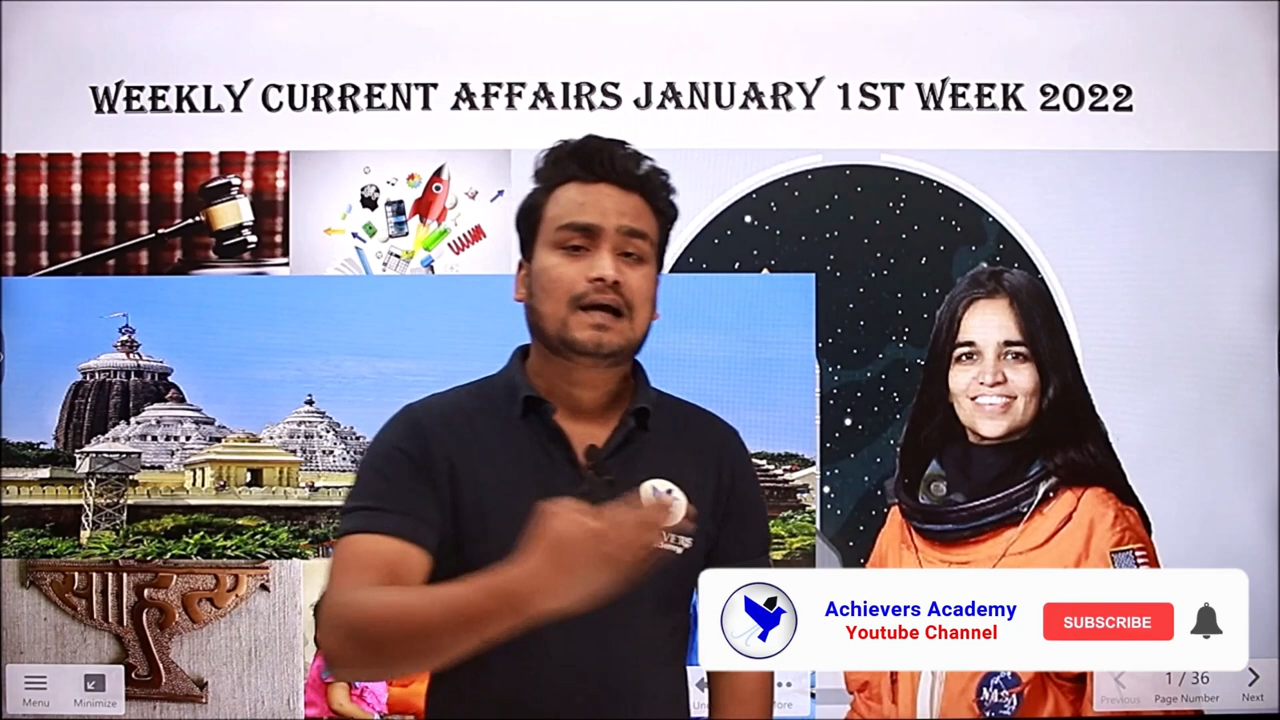 WEEKLY CURRENT AFFAIRS JANUARY 1ST WEEK 2022
साहित्य
Achievers Academy
Youtube Channel
SUBSCRIBE
NASA
Menu
Minimize
1 / 36
Previous
Page Number
Next